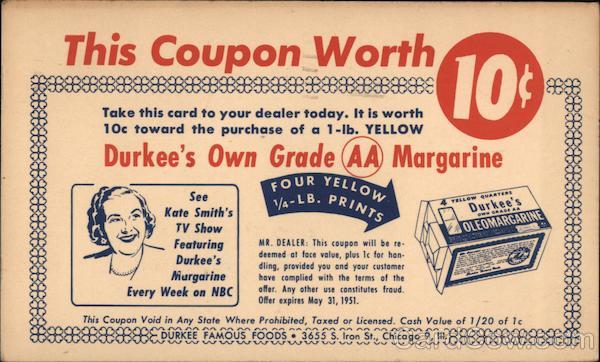 This Coupon Worth 10¢
Take this card to your dealer today. It is worth
10c toward the purchase of a 1-lb. YELLOW
Durkee's Own Grade AA Margarine
See
Kate Smith's
TV Show
Featuring
Durkee's
Margarine
Every Week on NBC
FOUR YELLOW
¼-LB. PRINTS
MR. DEALER: This coupon will be re-
deemed at face value, plus 1c for han-
dling, provided you and your customer
have complied with the terms of the
offer. Any other use constitutes fraud.
Offer expires May 31, 1951.
4 YELLOW QUARTERS
Durkee's
OWN GRADE AA
OLEOMARGARINE
This Coupon Void in Any State Where Prohibited, Taxed or Licensed. Cash Value of 1/20 of 1c
DURKEE FAMOUS FOODS • 3655 S. Iron St., Chicago 9, Ill.
CardCow.com